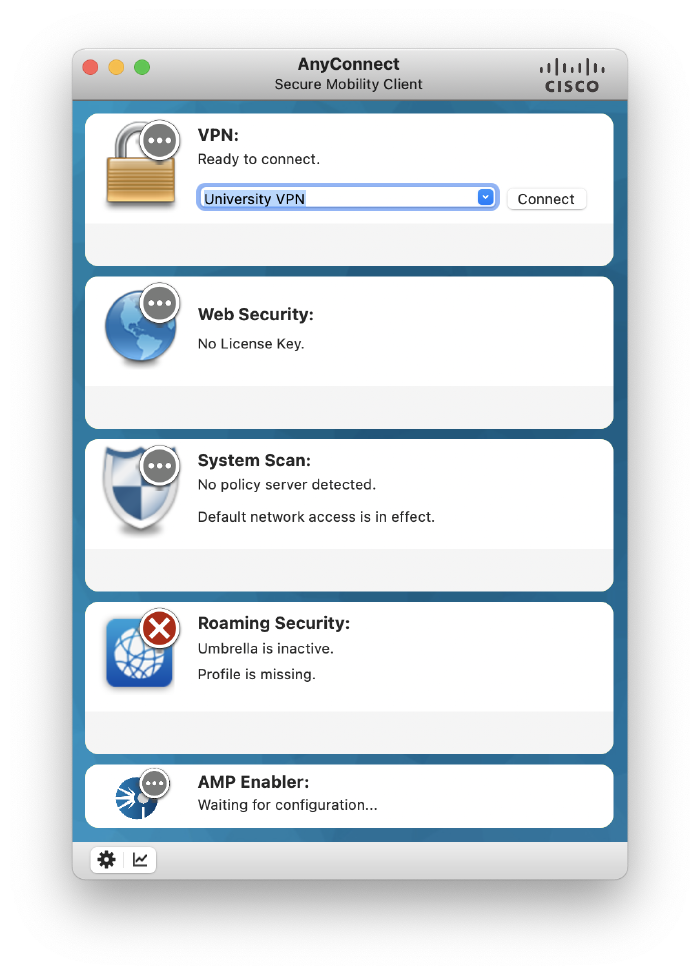 AnyConnect
Secure Mobility Client
CISCO
VPN:
Ready to connect.
University VPN
Connect
Web Security:
No License Key.
System Scan:
No policy server detected.
Default network access is in effect.
Roaming Security:
Umbrella is inactive.
Profile is missing.
AMP Enabler:
Waiting for configuration...